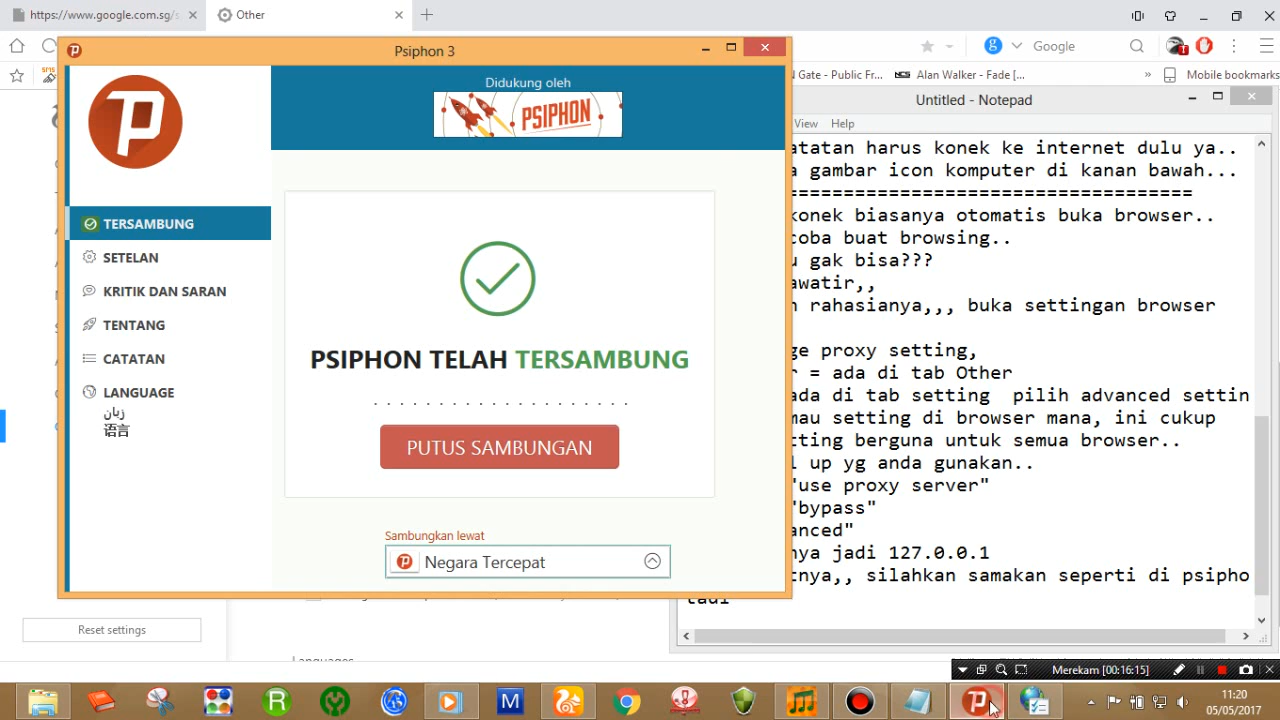 https://www.google.com.sg/s
Other
Google
Psiphon 3
N Gate - Public Fr...
Alan Walker - Fade [...
Mobile bookmarks
Didukung oleh
PSIPHON
TERSAMBUNG
SETELAN
KRITIK DAN SARAN
TENTANG
CATATAN
LANGUAGE
زبان
语言
PSIPHON TELAH TERSAMBUNG
PUTUS SAMBUNGAN
Sambungkan lewat
Negara Tercepat
Untitled - Notepad
View Help
atatan harus konek ke internet dulu ya..
a gambar icon komputer di kanan bawah...
=====================================
konek biasanya otomatis buka browser..
coba buat browsing..
u gak bisa???
awatir,,
n rahasianya,,, buka settingan browser
ge proxy setting,
r = ada di tab Other
ada di tab setting pilih advanced settin
mau setting di browser mana, ini cukup
tting berguna untuk semua browser..
l up yg anda gunakan..
"use proxy server"
"bypass"
anced"
nya jadi 127.0.0.1
tnya,, silahkan samakan seperti di psipho
tadi
Reset settings
Languages
Merekam [00:16:15]
11:20
05/05/2017